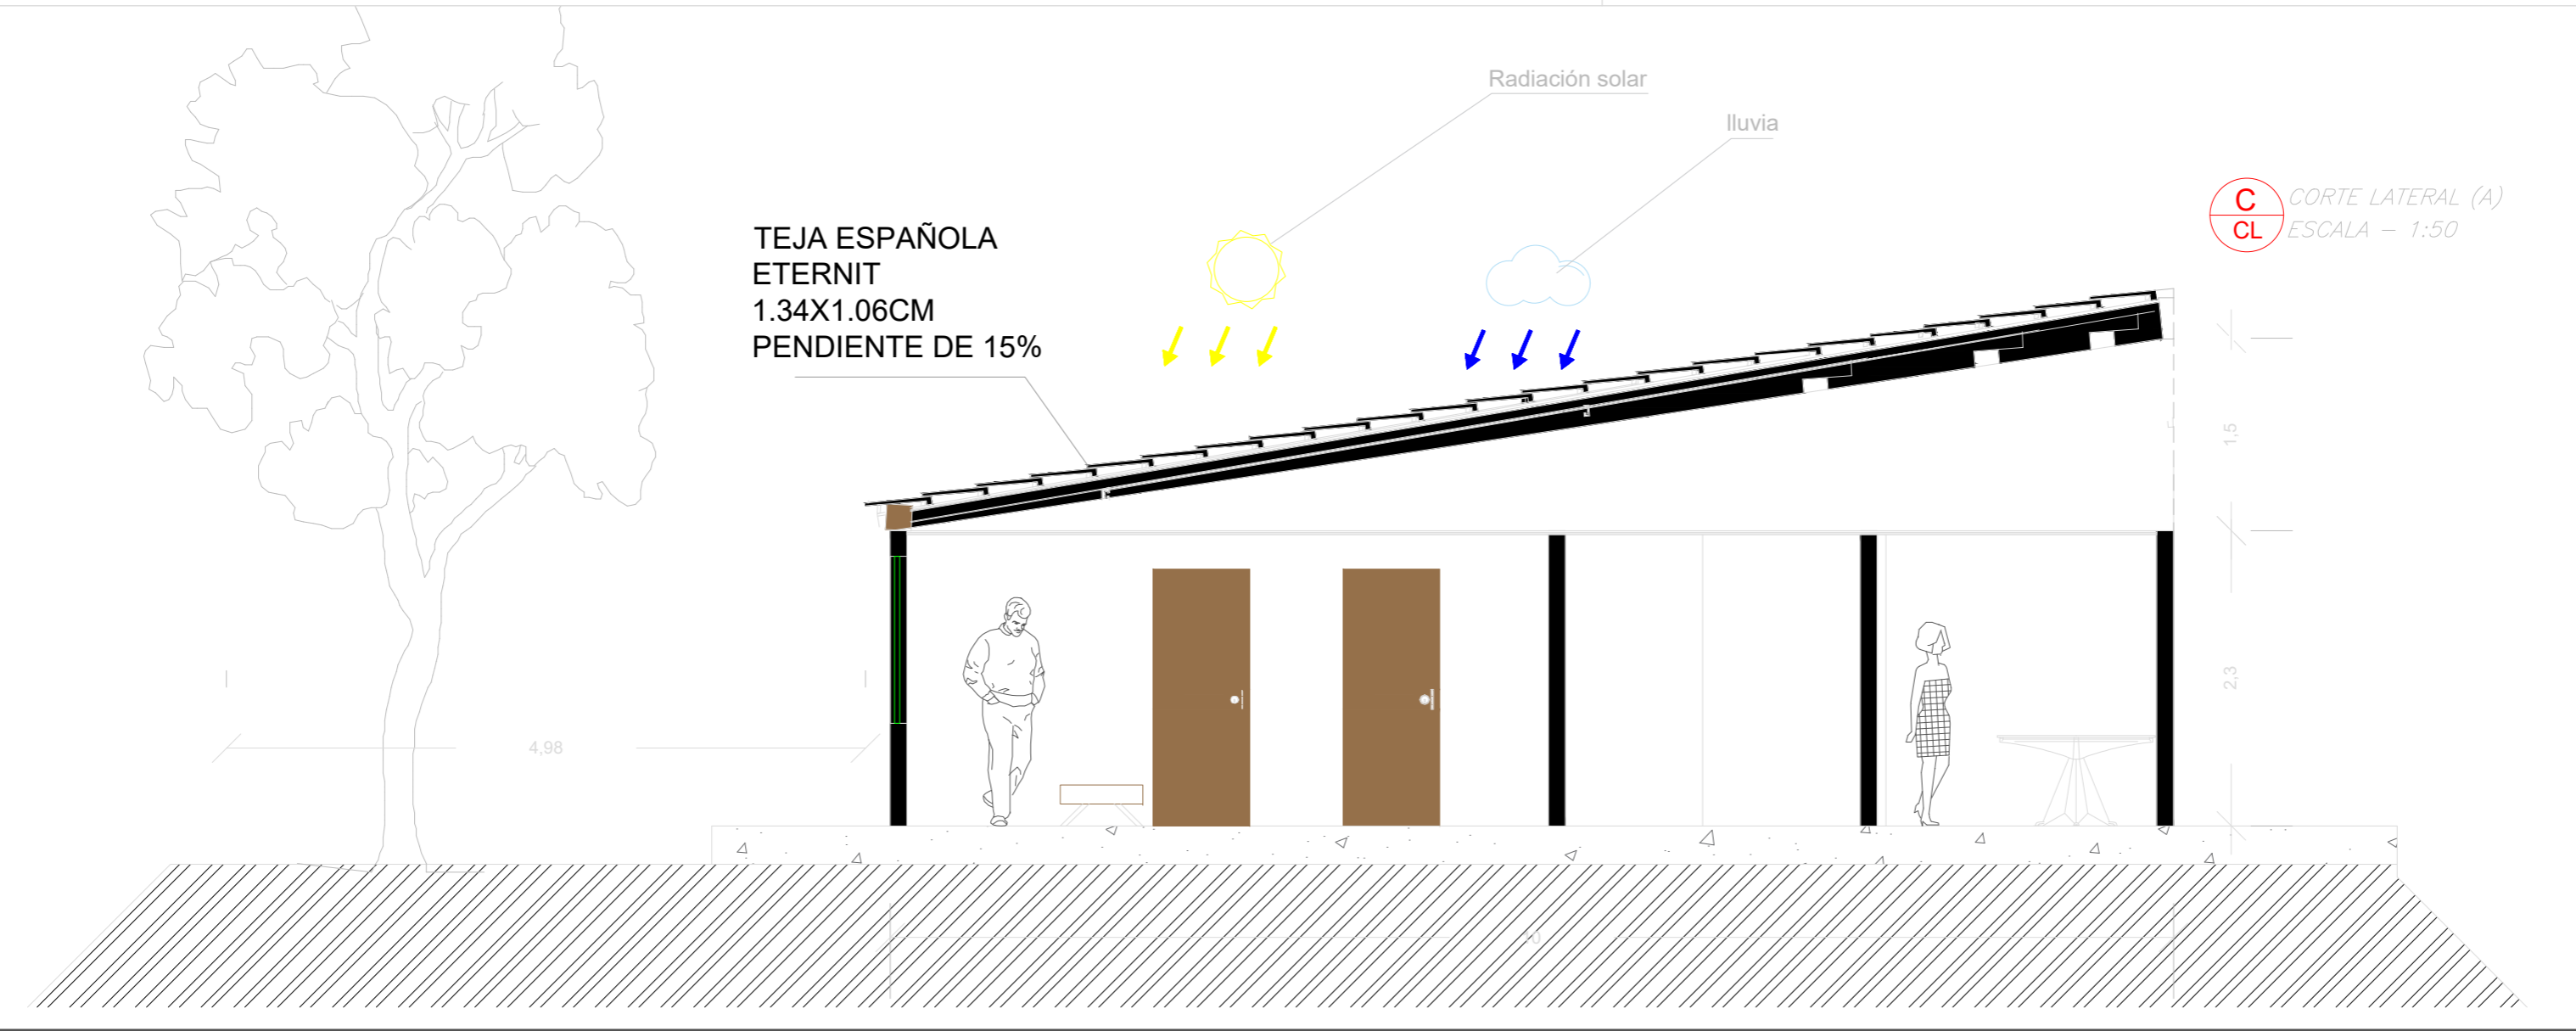 Radiación solar
lluvia
C
CL
CORTE LATERAL (A)
ESCALA - 1:50
TEJA ESPAÑOLA
ETERNIT
1.34X1.06CM
PENDIENTE DE 15%
1,5
2,3
4,98
10